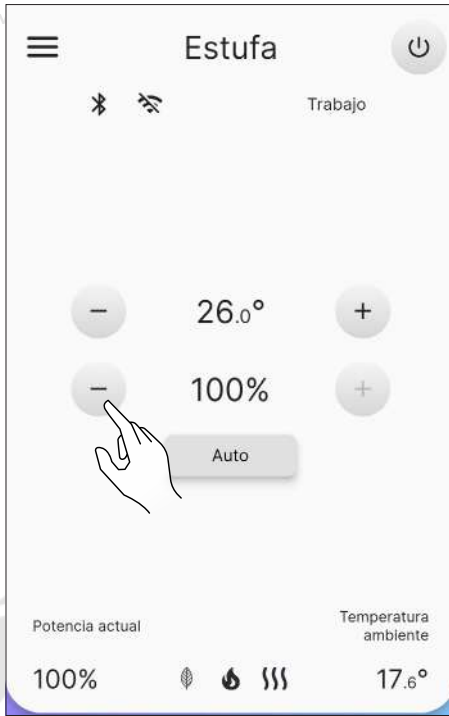 Estufa
Trabajo
− 26.0° +
− 100% +
Auto
Potencia actual
Temperatura
ambiente
100%
17.6°